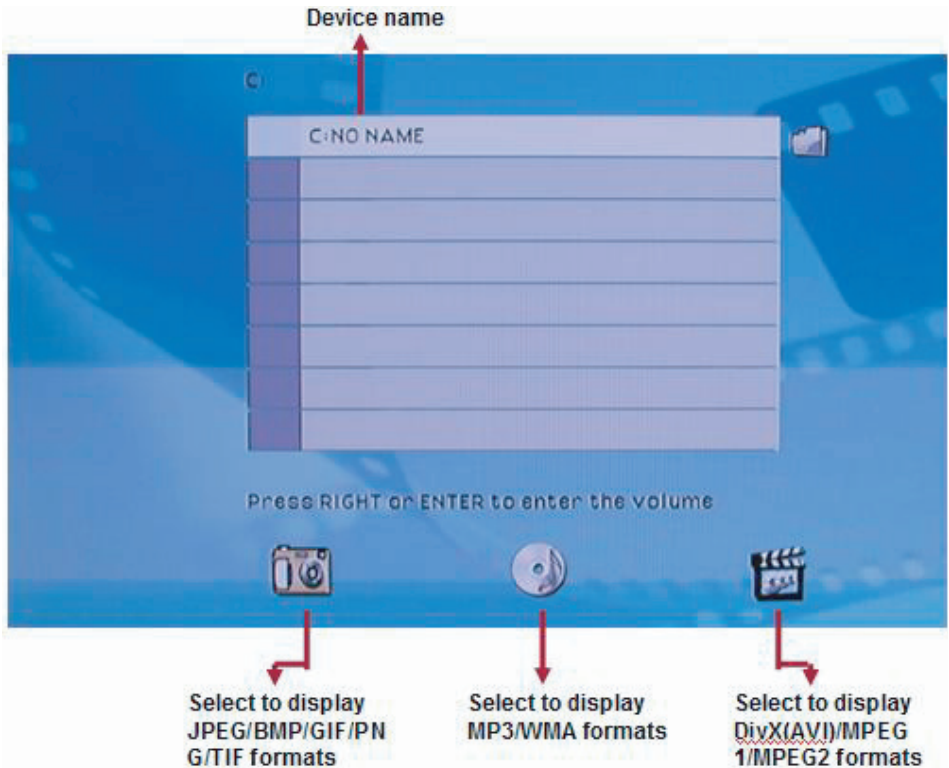 Device name
C:NO NAME
Press RIGHT or ENTER to enter the volume
Select to display
JPEG/BMP/GIF/PN
G/TIF formats
Select to display
MP3/WMA formats
Select to display
DivX(AVI)/MPEG
1/MPEG2 formats